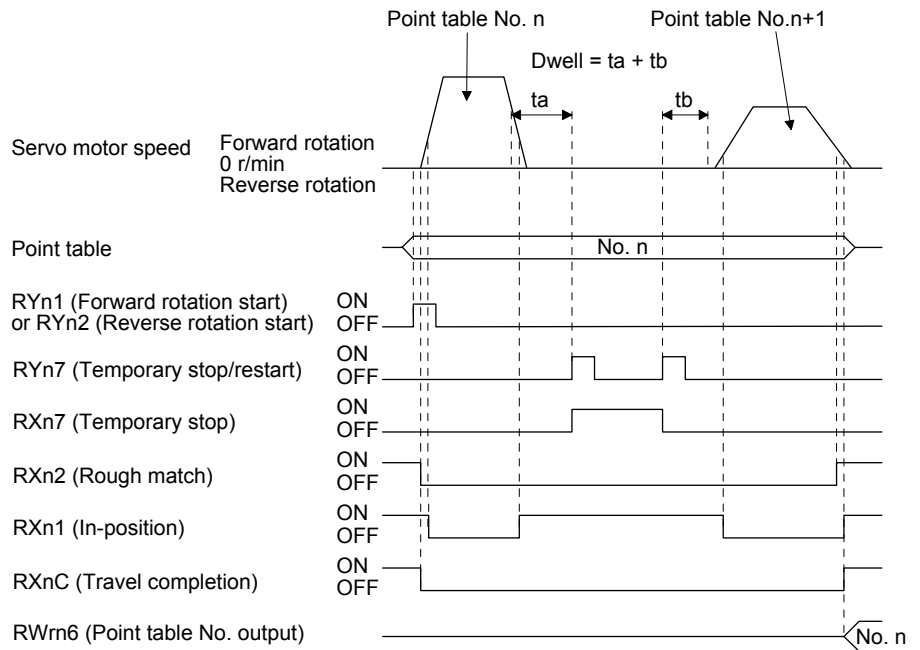 Point table No. n
Point table No.n+1
Dwell = ta + tb
ta
tb
Servo motor speed
Forward rotation
0 r/min
Reverse rotation
Point table
No. n
RYn1 (Forward rotation start)
or RYn2 (Reverse rotation start)
ON
OFF
RYn7 (Temporary stop/restart)
ON
OFF
RXn7 (Temporary stop)
ON
OFF
RXn2 (Rough match)
ON
OFF
RXn1 (In-position)
ON
OFF
RXnC (Travel completion)
ON
OFF
RWrn6 (Point table No. output)
No. n